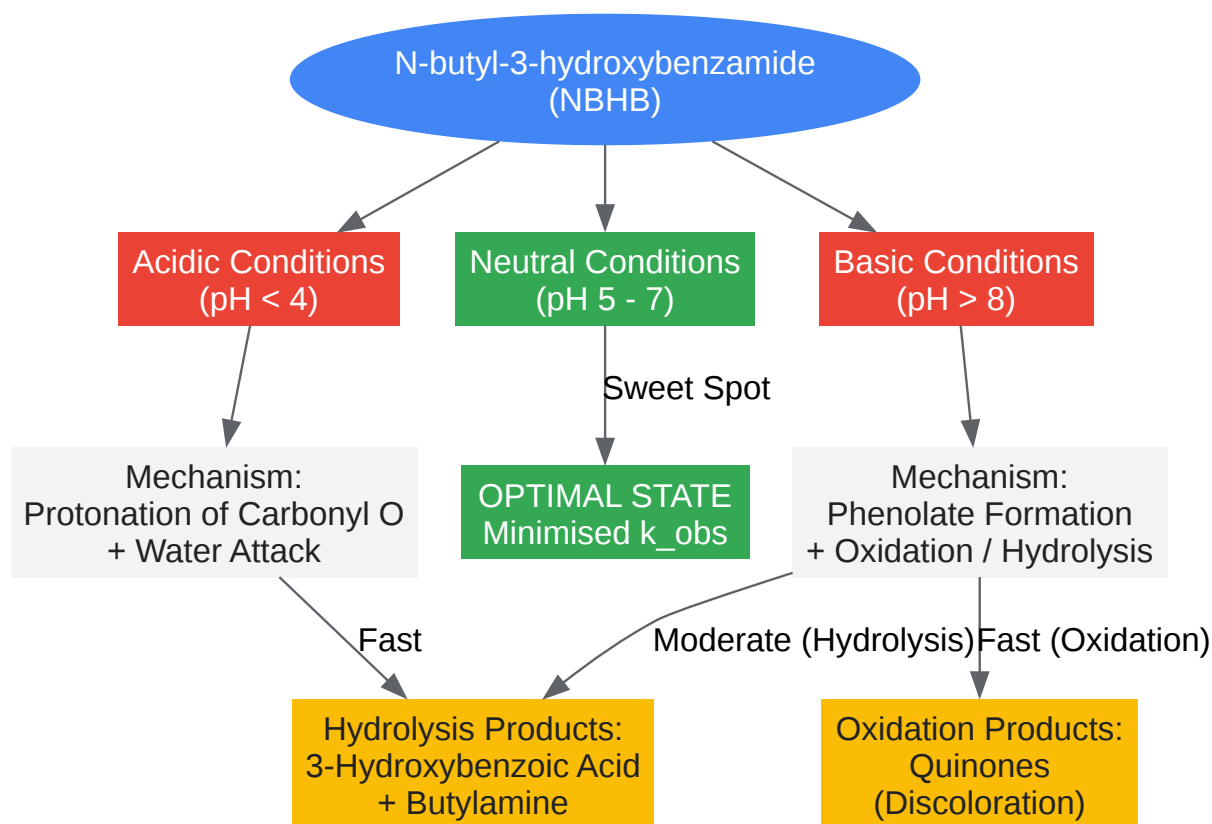 N-butyl-3-hydroxybenzamide
(NBHB)
Acidic Conditions
(pH < 4)
Neutral Conditions
(pH 5 - 7)
Basic Conditions
(pH > 8)
Sweet Spot
Mechanism:
Protonation of Carbonyl O
+ Water Attack
OPTIMAL STATE
Minimised k_obs
Mechanism:
Phenolate Formation
+ Oxidation / Hydrolysis
Fast
Moderate (Hydrolysis)
Fast (Oxidation)
Hydrolysis Products:
3-Hydroxybenzoic Acid
+ Butylamine
Oxidation Products:
Quinones
(Discoloration)